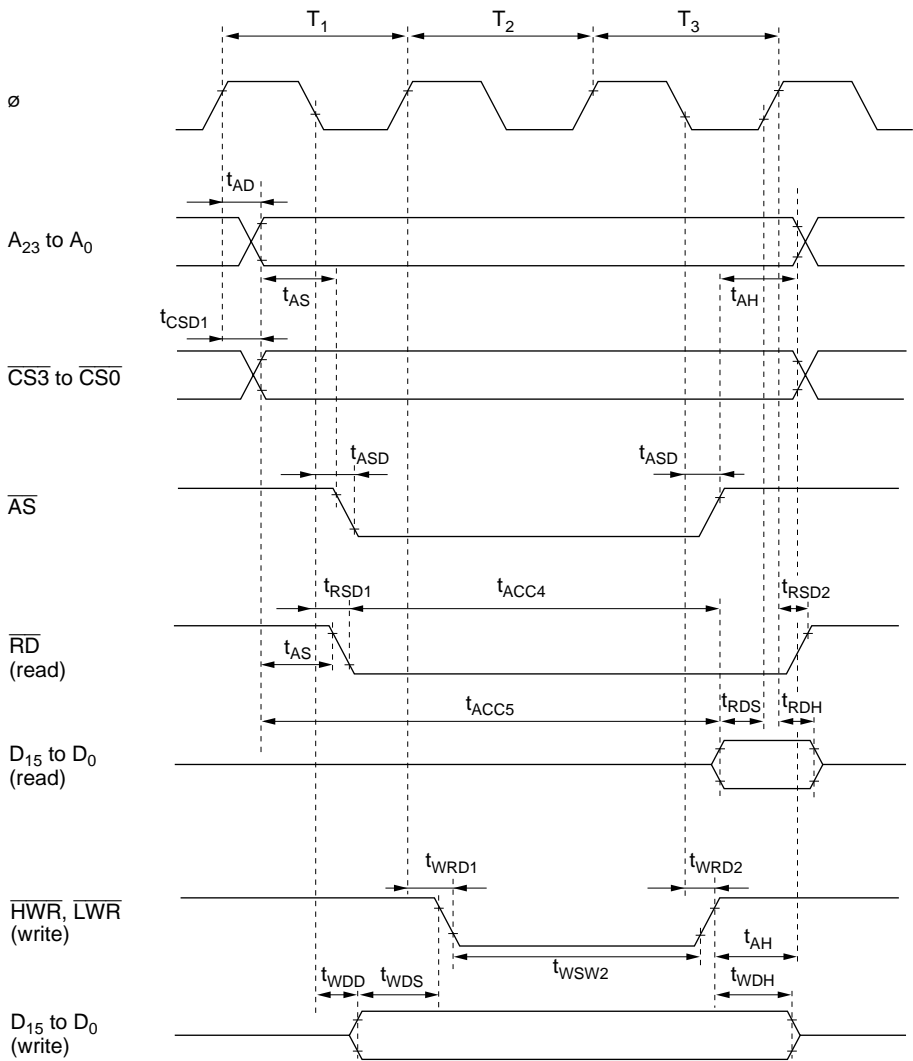 T1 T2 T3
ø
tAD
A23 to A0
tAS tAH
tCSD1
CS3 to CS0
tASD tASD
AS
tRSD1 tACC4 tRSD2
RD
(read)
tAS
tACC5 tRDS tRDH
D15 to D0
(read)
tWRD1 tWRD2
HWR, LWR
(write)
tAH
tWSW2
tWDD tWDS tWDH
D15 to D0
(write)